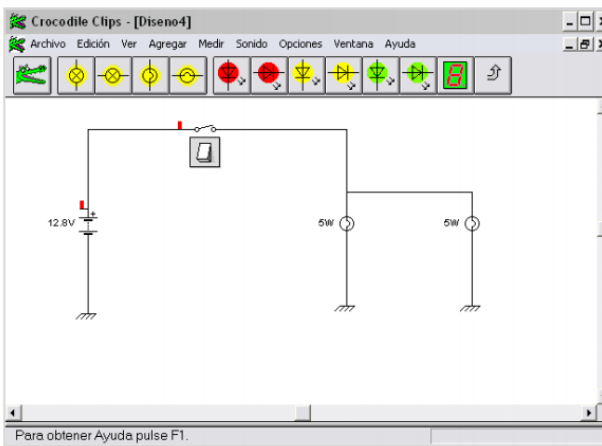 Crocodile Clips - [Diseno4]
Archivo Edición Ver Agregar Medir Sonido Opciones Ventana Ayuda
12.8V
5W
5W
Para obtener Ayuda pulse F1.